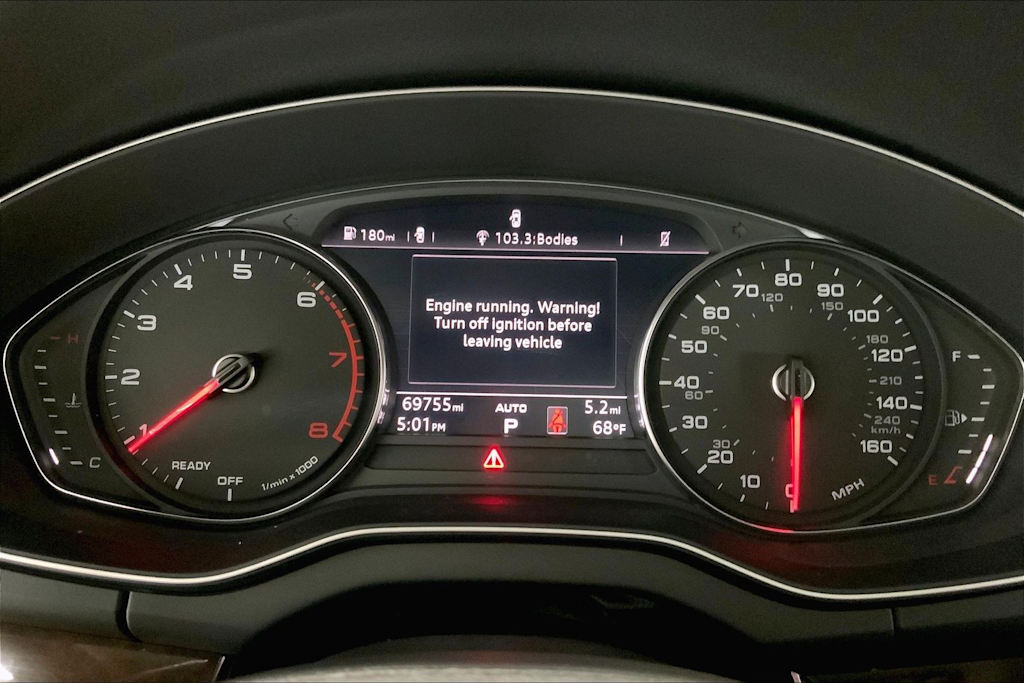 180mi
103.3:Bodies
Engine running. Warning!
Turn off ignition before
leaving vehicle
69755mi
AUTO
5.2mi
5:01PM
P
68°F
H
C
OFF
READY
1
2
3
4
5
6
7
8
1/min x 1000
0
10
20
30
40
50
60
70
80
90
100
120
140
160
MPH
30
60
90
120
150
180
210
240
km/h
F
E